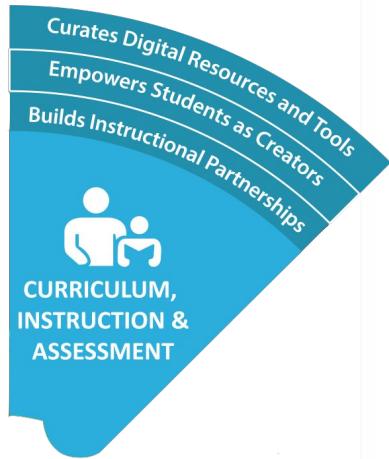 Curates Digital Resources and Tools
Empowers Students as Creators
Builds Instructional Partnerships
CURRICULUM,
INSTRUCTION &
ASSESSMENT